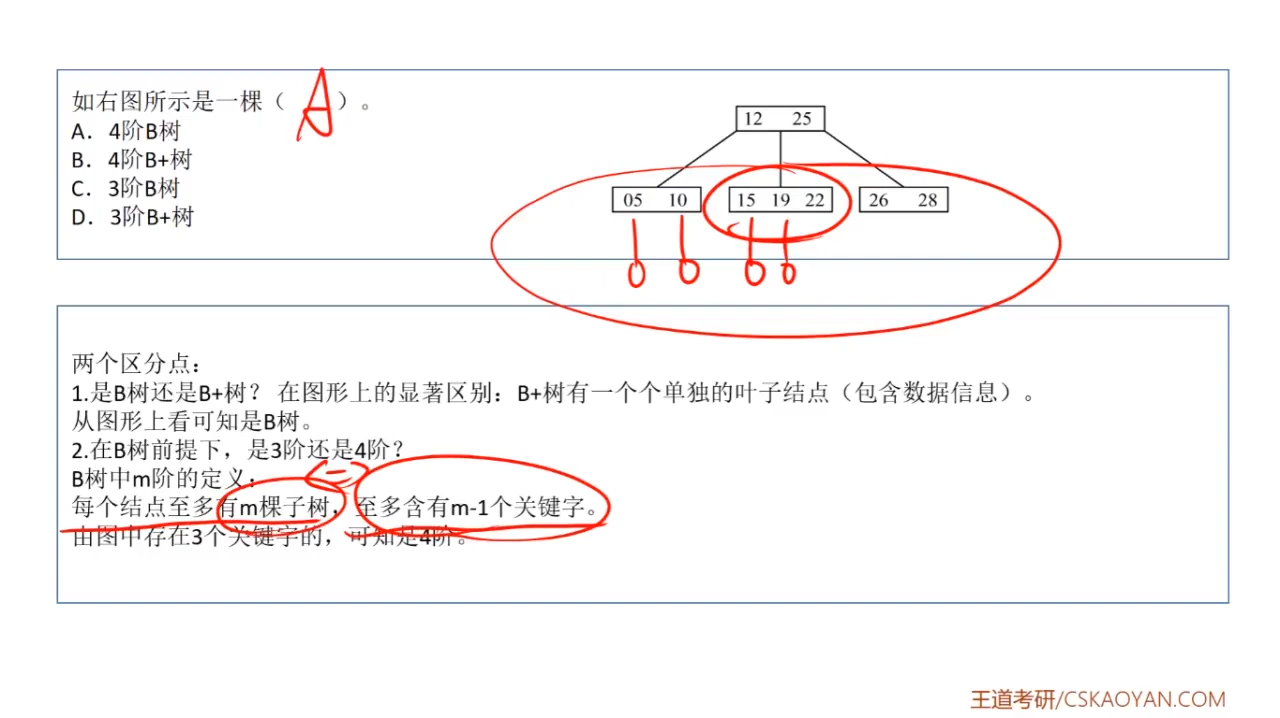 如右图所示是一棵（ A ）。
A．4阶B树
B．4阶B+树
C．3阶B树
D．3阶B+树
12 25
05 10
15 19 22
26 28
两个区分点：
1.是B树还是B+树？ 在图形上的显著区别：B+树有一个个单独的叶子结点（包含数据信息）。
从图形上看可知是B树。
2.在B树前提下，是3阶还是4阶？
B树中m阶的定义：
每个结点至多有m棵子树，至多含有m-1个关键字。
由图中存在3个关键字的，可知是4阶。
王道考研/CSKAOYAN.COM